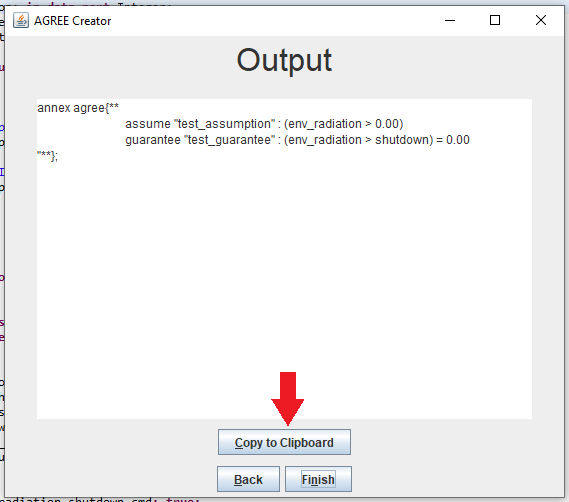 AGREE Creator
Output
annex agree{**
assume "test_assumption" : (env_radiation > 0.00)
guarantee "test_guarantee" : (env_radiation > shutdown) = 0.00
"**};
Copy to Clipboard
Back
Finish